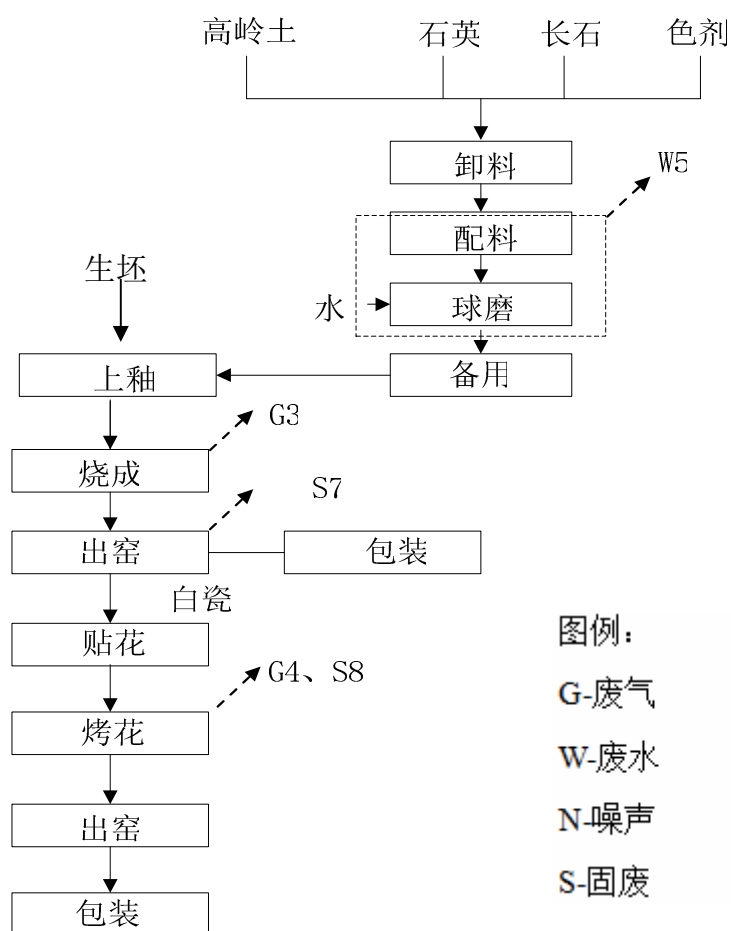 高岭土 石英 长石 色剂
卸料
W5
配料
生坯
水 球磨
上釉 备用
G3
烧成
S7
出窑 包装
白瓷
贴花
G4、S8
烤花
出窑
包装
图例：
G-废气
W-废水
N-噪声
S-固废